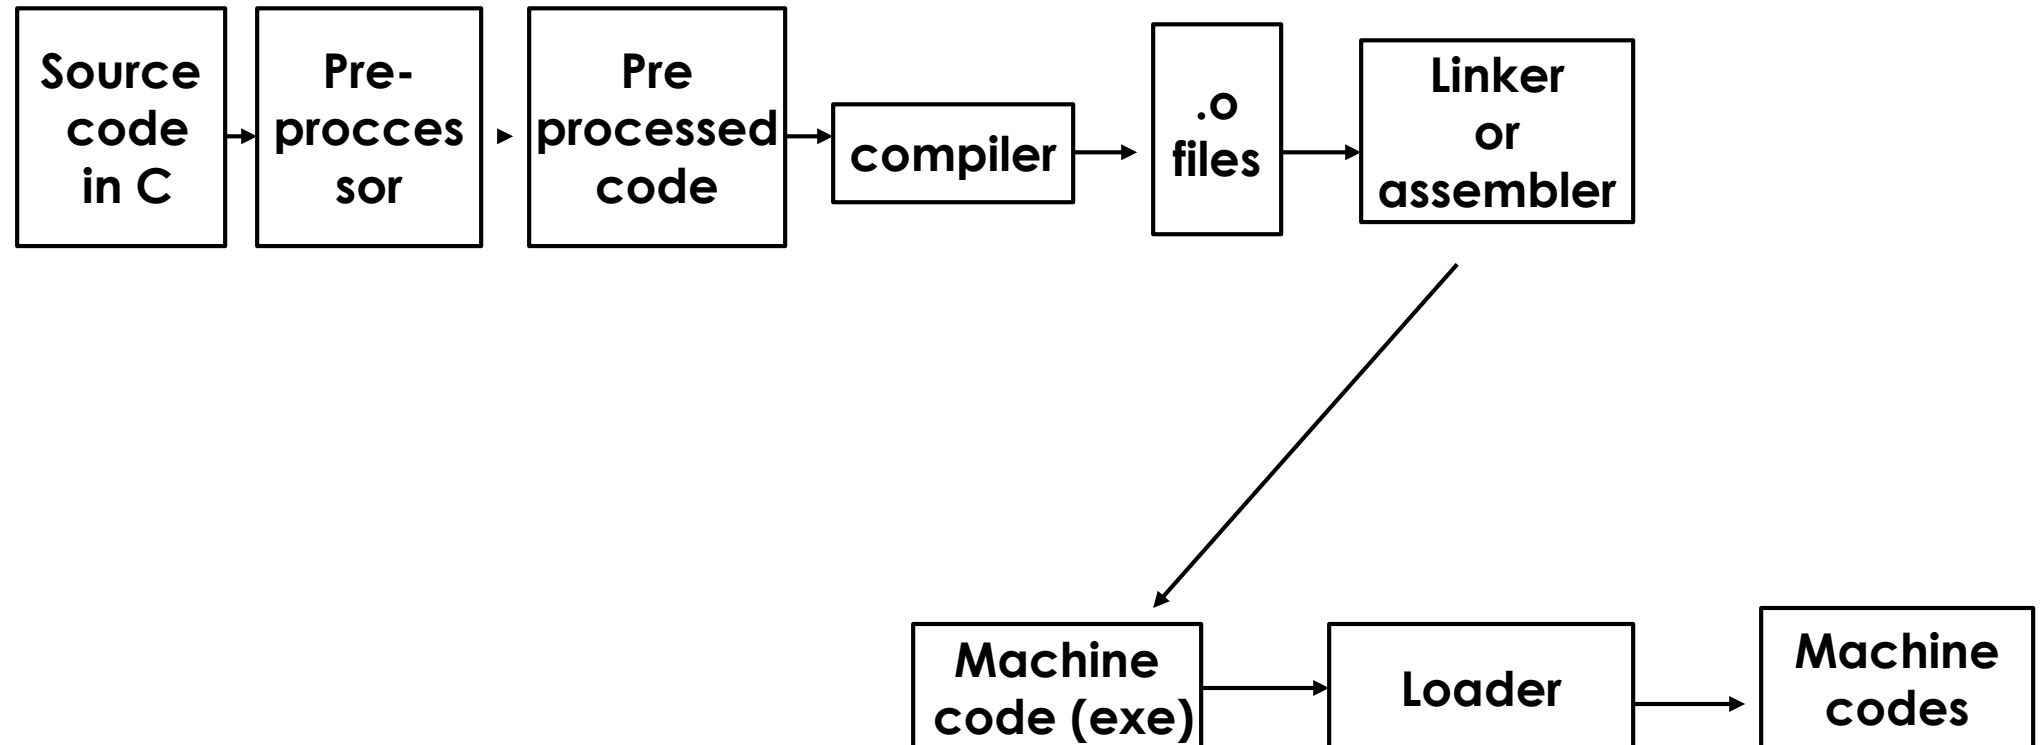 Source
code
in C
Pre-
procces
sor
Pre
processed
code
compiler
.o
files
Linker
or
assembler
Machine
code (exe)
Loader
Machine
codes